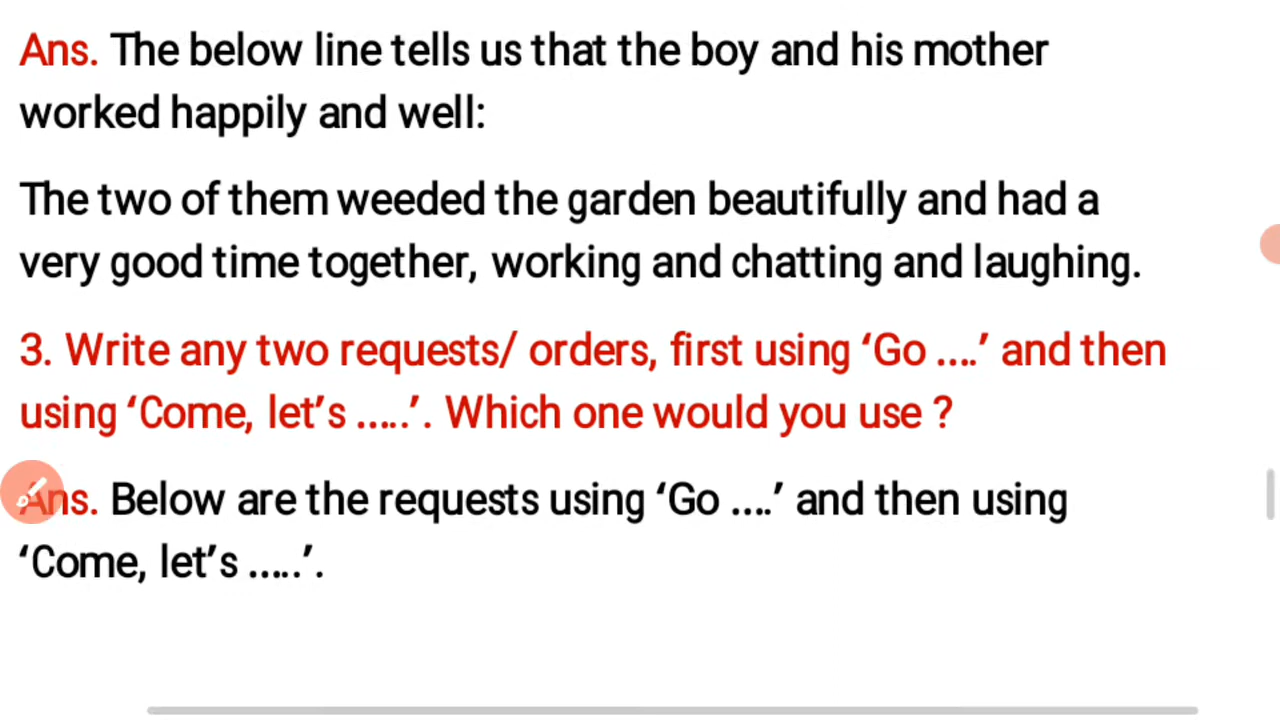 Ans. The below line tells us that the boy and his mother
worked happily and well:
The two of them weeded the garden beautifully and had a
very good time together, working and chatting and laughing.
3. Write any two requests/ orders, first using ‘Go ....’ and then
using ‘Come, let’s .....’. Which one would you use ?
Ans. Below are the requests using ‘Go ....’ and then using
‘Come, let’s .....’.